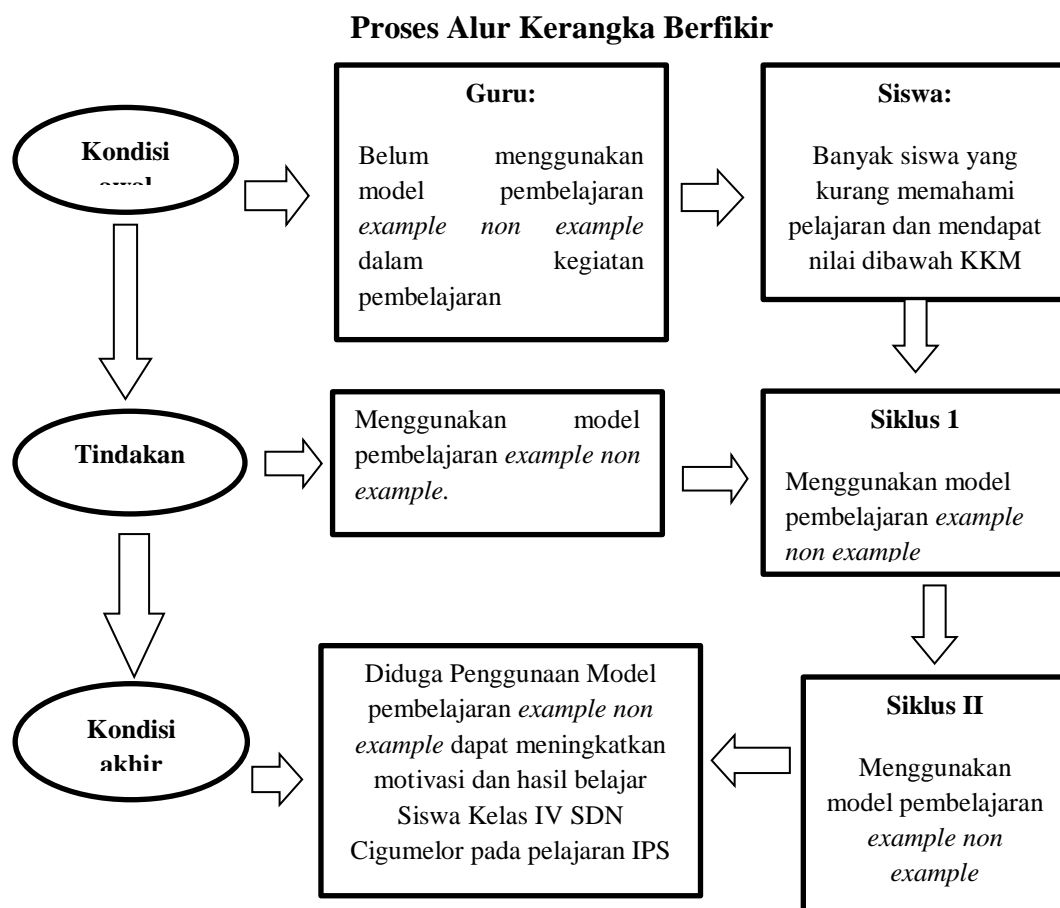 Proses Alur Kerangka Berfikir
Kondisi
Guru:
Belum menggunakan
model pembelajaran
example non example
dalam kegiatan
pembelajaran
Siswa:
Banyak siswa yang
kurang memahami
pelajaran dan mendapat
nilai dibawah KKM
Tindakan
Menggunakan model
pembelajaran example non
example.
Siklus 1
Menggunakan model
pembelajaran example
non example
Kondisi
akhir
Diduga Penggunaan Model
pembelajaran example non
example dapat meningkatkan
motivasi dan hasil belajar
Siswa Kelas IV SDN
Cigumelor pada pelajaran IPS
Siklus II
Menggunakan
model pembelajaran
example non
example